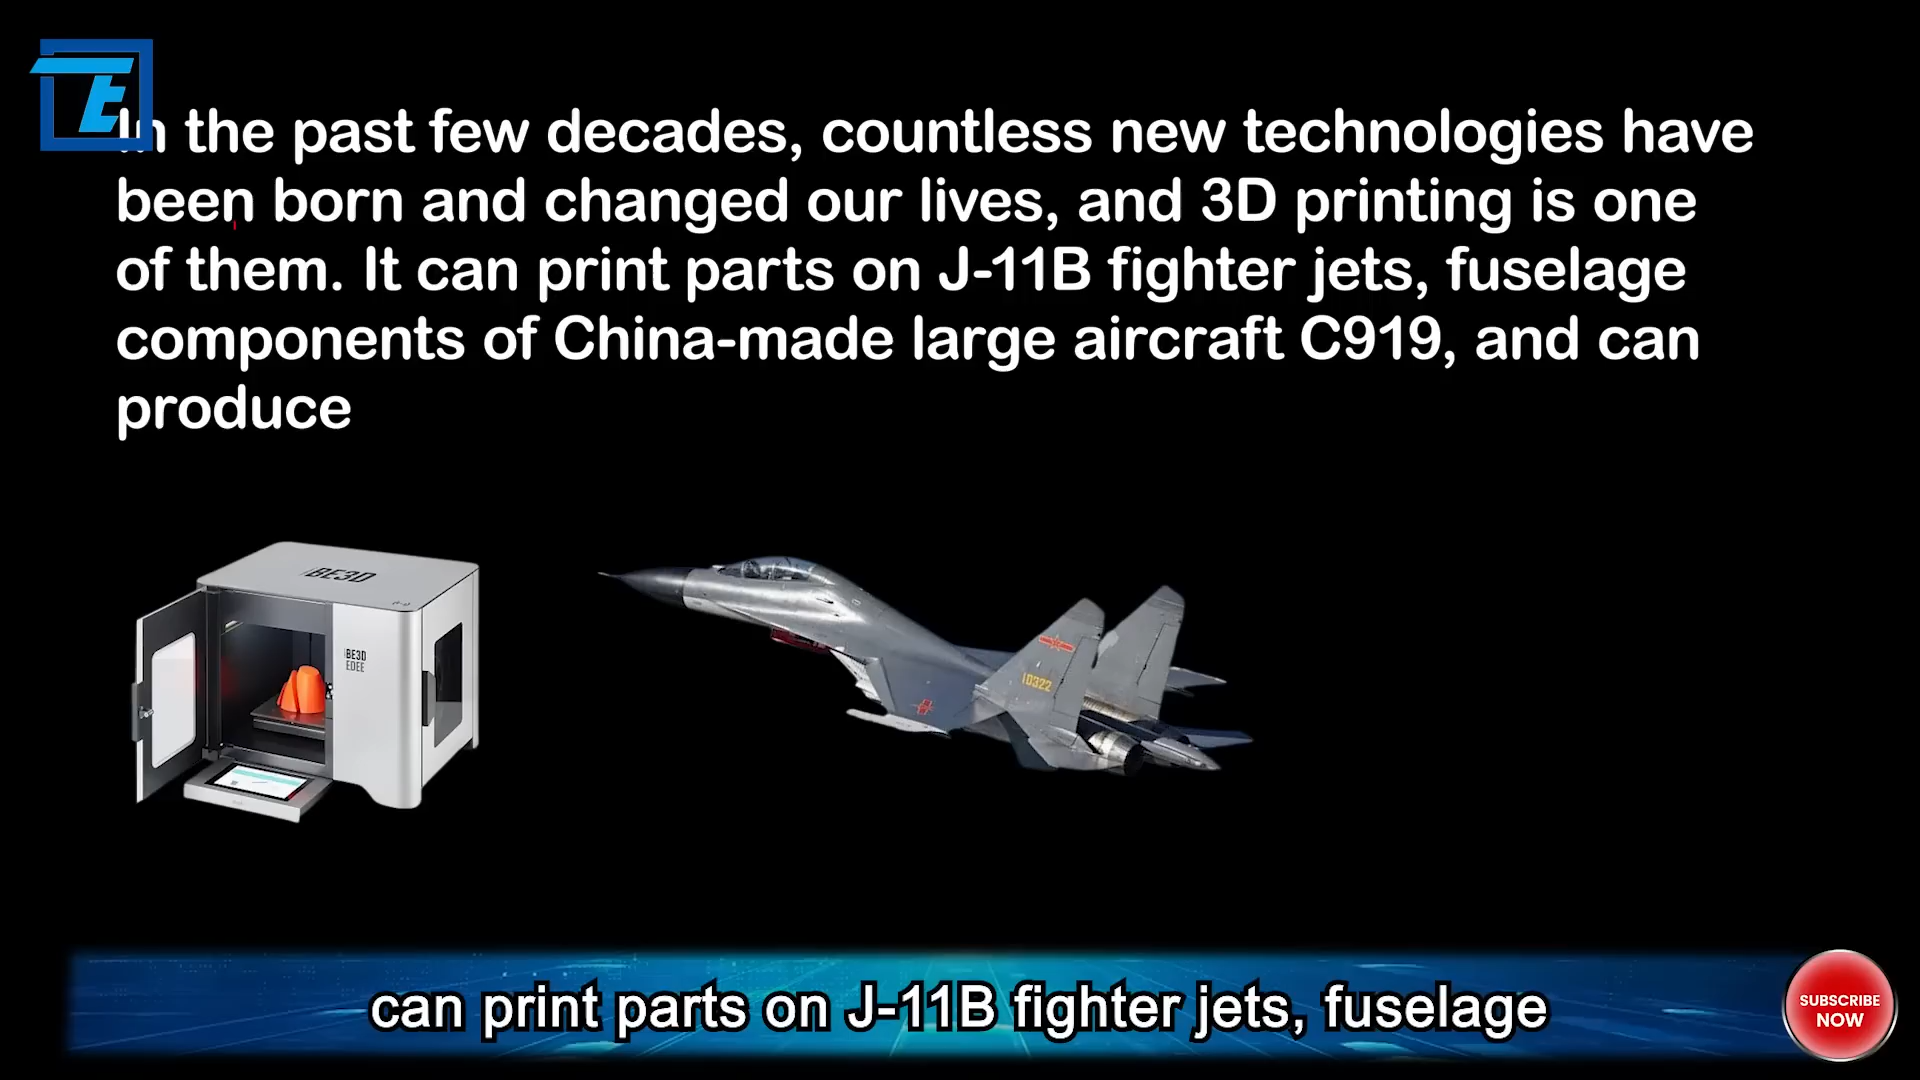 TE
In the past few decades, countless new technologies have
been born and changed our lives, and 3D printing is one
of them. It can print parts on J-11B fighter jets, fuselage
components of China-made large aircraft C919, and can
produce
BE3D
BE3D
EDEE
10322
can print parts on J-11B fighter jets, fuselage
SUBSCRIBE
NOW